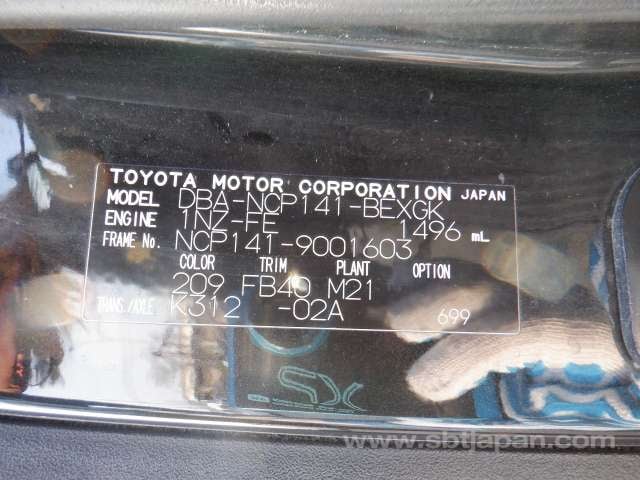 TOYOTA MOTOR CORPORATION JAPAN
MODEL DBA-NCP141-BEXGK
ENGINE 1NZ-FE 1496 mL
FRAME No. NCP141-9001603
COLOR TRIM PLANT OPTION
209 FB40 M21
TRANS./AXLE K312 -02A 699
www.sbtjapan.com